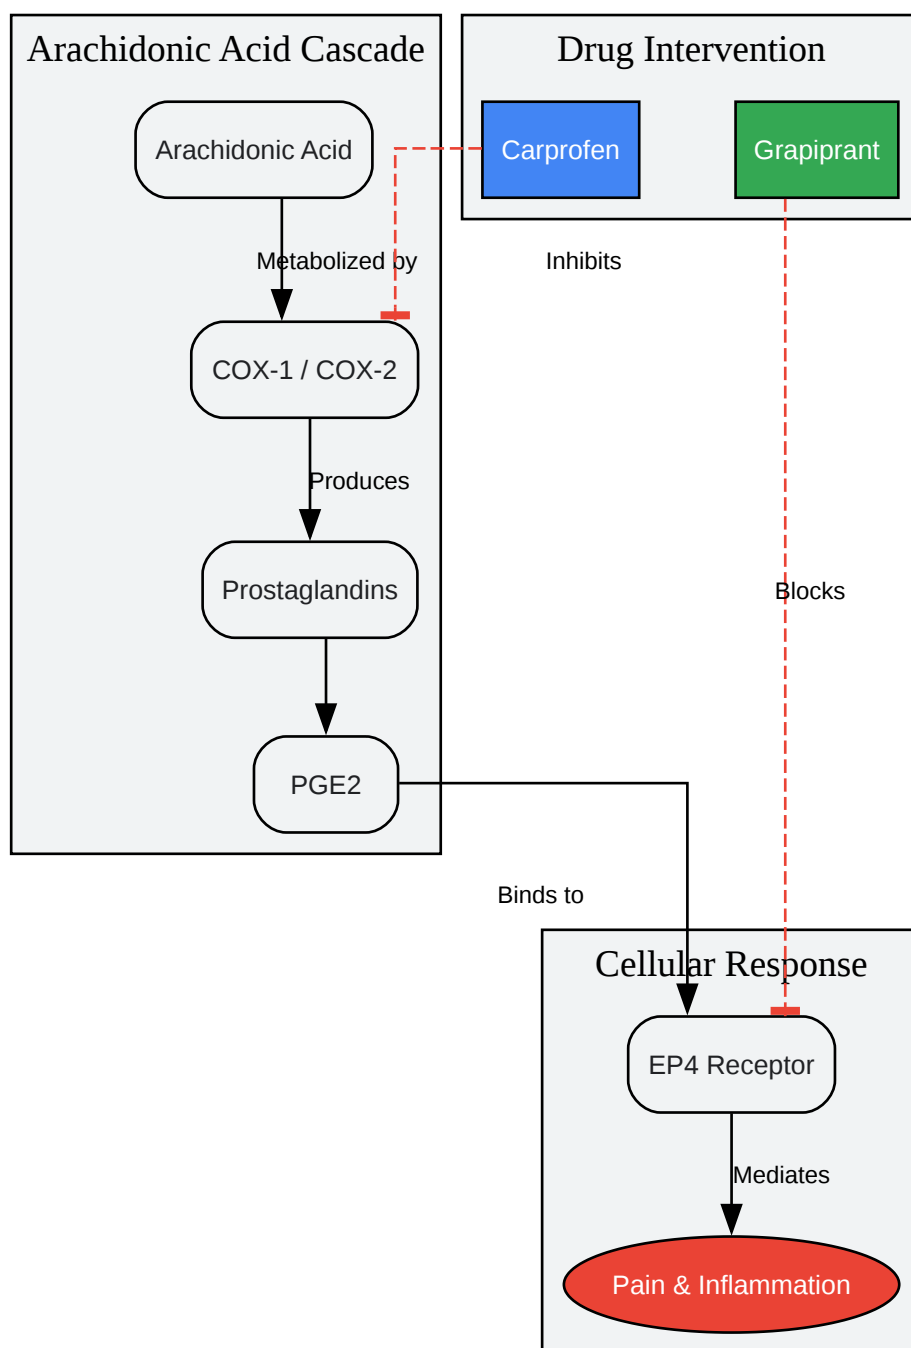 Arachidonic Acid Cascade
Drug Intervention
Arachidonic Acid
Carprofen
Grapiprant
Metabolized by
Inhibits
COX-1 / COX-2
Produces
Prostaglandins
Blocks
PGE2
Binds to
Cellular Response
EP4 Receptor
Mediates
Pain & Inflammation